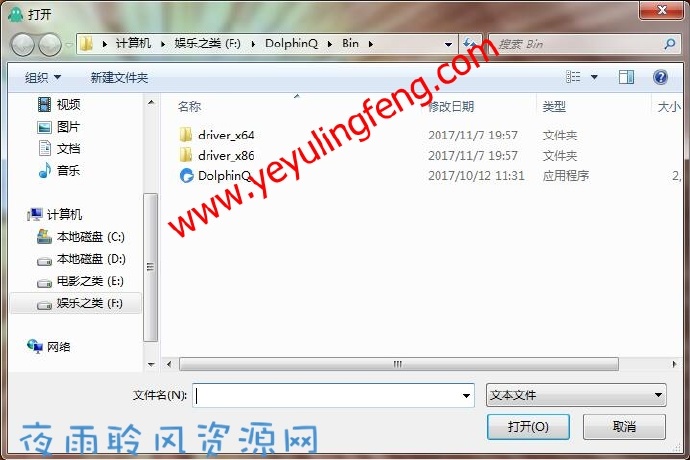 打开
计算机 ▸ 娱乐之类 (F:) ▸ DolphinQ ▸ Bin ▸
搜索 Bin
组织 新建文件夹
视频
图片
文档
音乐
计算机
本地磁盘 (C:)
本地磁盘 (D:)
电影之类 (E:)
娱乐之类 (F:)
网络
名称 修改日期 类型 大小
driver_x64 2017/11/7 19:57 文件夹
driver_x86 2017/11/7 19:57 文件夹
DolphinQ 2017/10/12 11:31 应用程序 2,
www.yeyulingfeng.com
文件名(N): 文本文件
打开(O) 取消
夜雨聆风资源网